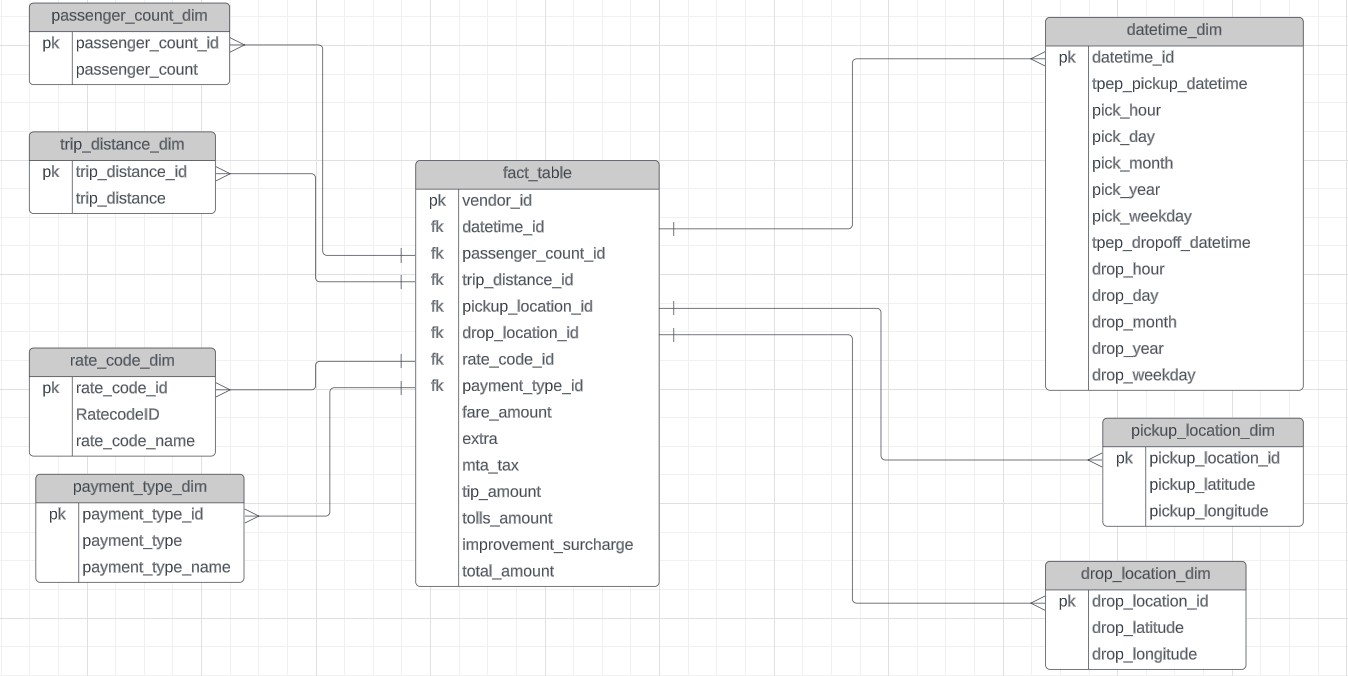 passenger_count_dim
pk passenger_count_id
passenger_count
trip_distance_dim
pk trip_distance_id
trip_distance
rate_code_dim
pk rate_code_id
RatecodeID
rate_code_name
payment_type_dim
pk payment_type_id
payment_type
payment_type_name
fact_table
pk vendor_id
fk datetime_id
fk passenger_count_id
fk trip_distance_id
fk pickup_location_id
fk drop_location_id
fk rate_code_id
fk payment_type_id
fare_amount
extra
mta_tax
tip_amount
tolls_amount
improvement_surcharge
total_amount
datetime_dim
pk datetime_id
tpep_pickup_datetime
pick_hour
pick_day
pick_month
pick_year
pick_weekday
tpep_dropoff_datetime
drop_hour
drop_day
drop_month
drop_year
drop_weekday
pickup_location_dim
pk pickup_location_id
pickup_latitude
pickup_longitude
drop_location_dim
pk drop_location_id
drop_latitude
drop_longitude